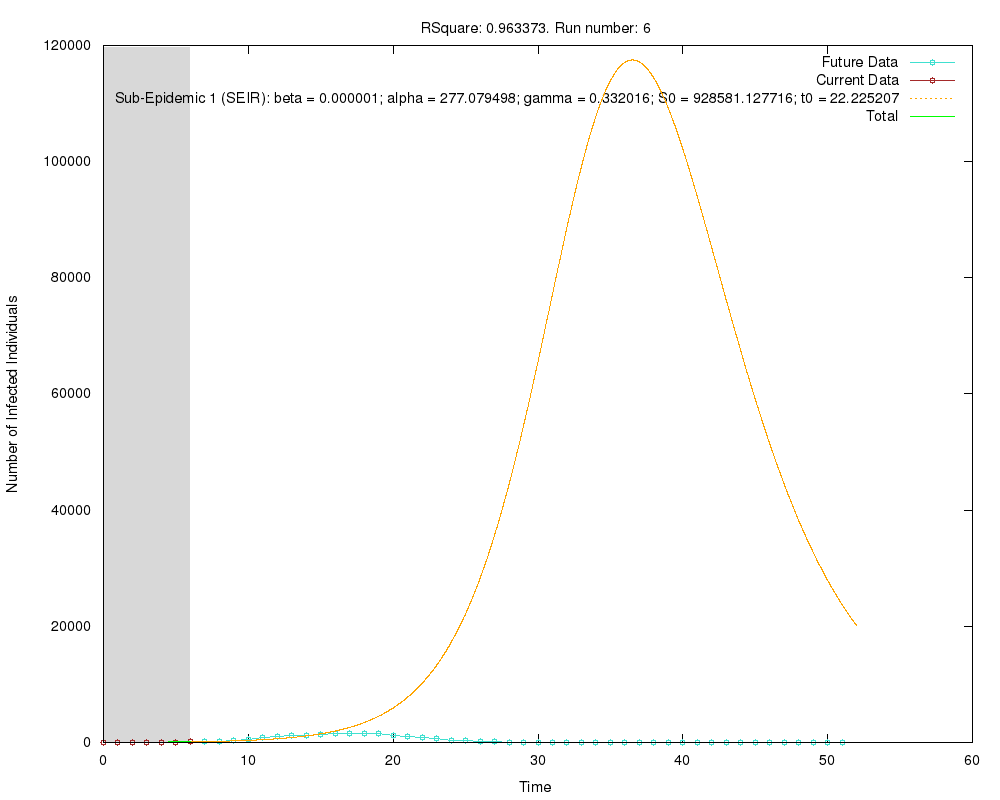 RSquare: 0.963373. Run number: 6
120000
Future Data
Current Data
Sub-Epidemic 1 (SEIR): beta = 0.000001; alpha = 277.079498; gamma = 0.332016; S0 = 928581.127716; t0 = 22.225207
Total
100000
80000
60000
40000
20000
0
Number of Infected Individuals
0 10 20 30 40 50 60
Time